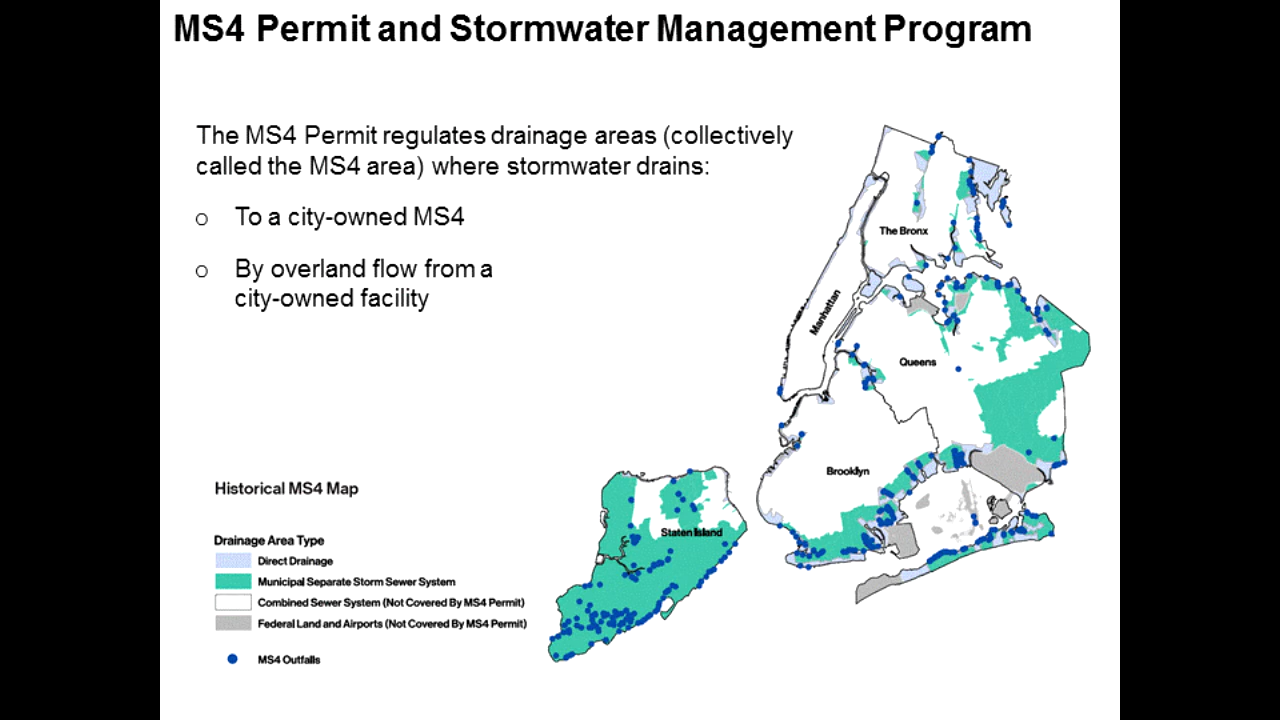 MS4 Permit and Stormwater Management Program
The MS4 Permit regulates drainage areas (collectively
called the MS4 area) where stormwater drains:
o To a city-owned MS4
o By overland flow from a
city-owned facility
The Bronx
Manhattan
Queens
Brooklyn
Staten Island
Historical MS4 Map
Drainage Area Type
Direct Drainage
Municipal Separate Storm Sewer System
Combined Sewer System (Not Covered By MS4 Permit)
Federal Land and Airports (Not Covered By MS4 Permit)
MS4 Outfalls